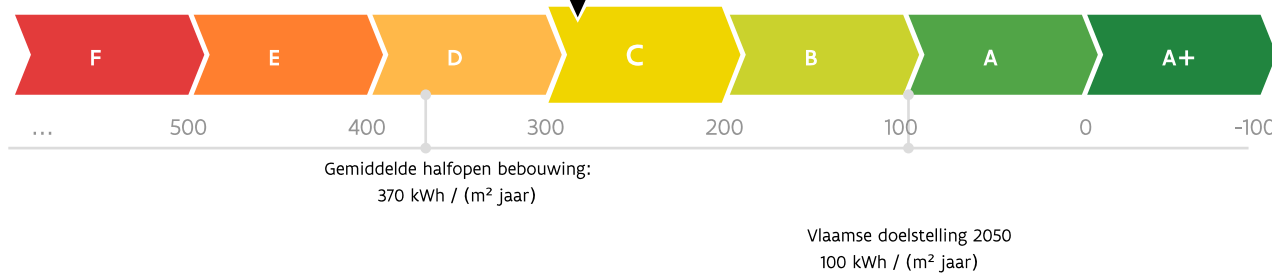 F E D C B A A+
... 500 400 300 200 100 0 -100
Gemiddelde halfopen bebouwing:
370 kWh / (m² jaar)
Vlaamse doelstelling 2050
100 kWh / (m² jaar)